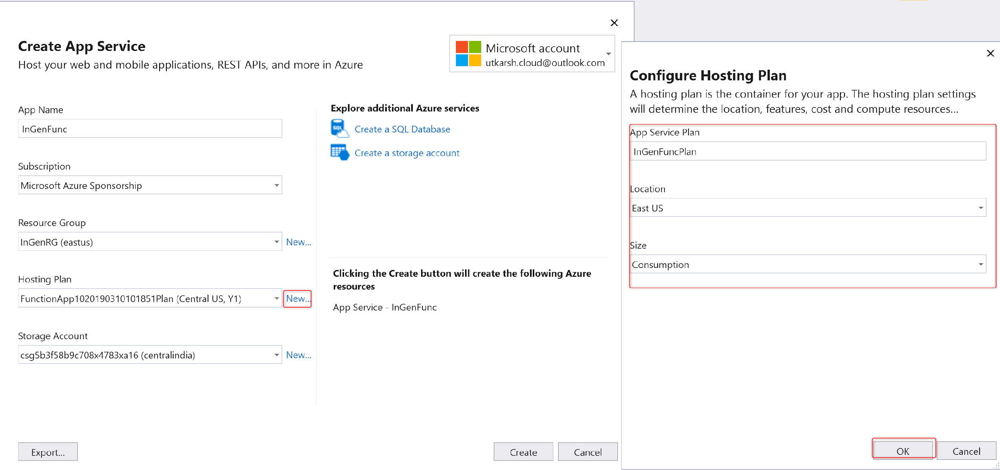 Create App Service
Host your web and mobile applications, REST APIs, and more in Azure
Microsoft account
utkarsh.cloud@outlook.com
App Name
InGenFunc
Subscription
Microsoft Azure Sponsorship
Resource Group
InGenRG (eastus)
New...
Hosting Plan
FunctionApp1020190310101851Plan (Central US, Y1)
New...
Storage Account
csg5b3f58b9c708x4783xa16 (centralindia)
New...
Explore additional Azure services
SQL
Create a SQL Database
Create a storage account
Clicking the Create button will create the following Azure
resources
App Service - InGenFunc
Export...
Create
Cancel
Configure Hosting Plan
A hosting plan is the container for your app. The hosting plan settings
will determine the location, features, cost and compute resources...
App Service Plan
InGenFuncPlan
Location
East US
Size
Consumption
OK
Cancel